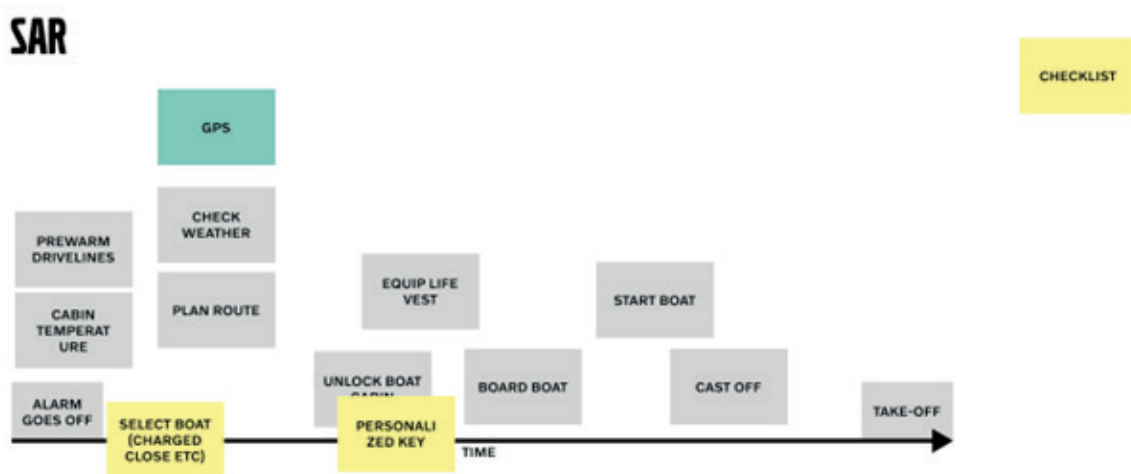 SAR
CHECKLIST
GPS
CHECK
WEATHER
PREWARM
DRIVELINES
PLAN ROUTE
CABIN
TEMPERAT
URE
EQUIP LIFE
VEST
START BOAT
UNLOCK BOAT
CABIN
BOARD BOAT
CAST OFF
ALARM
GOES OFF
SELECT BOAT
(CHARGED
CLOSE ETC)
PERSONALI
ZED KEY
TAKE-OFF
TIME